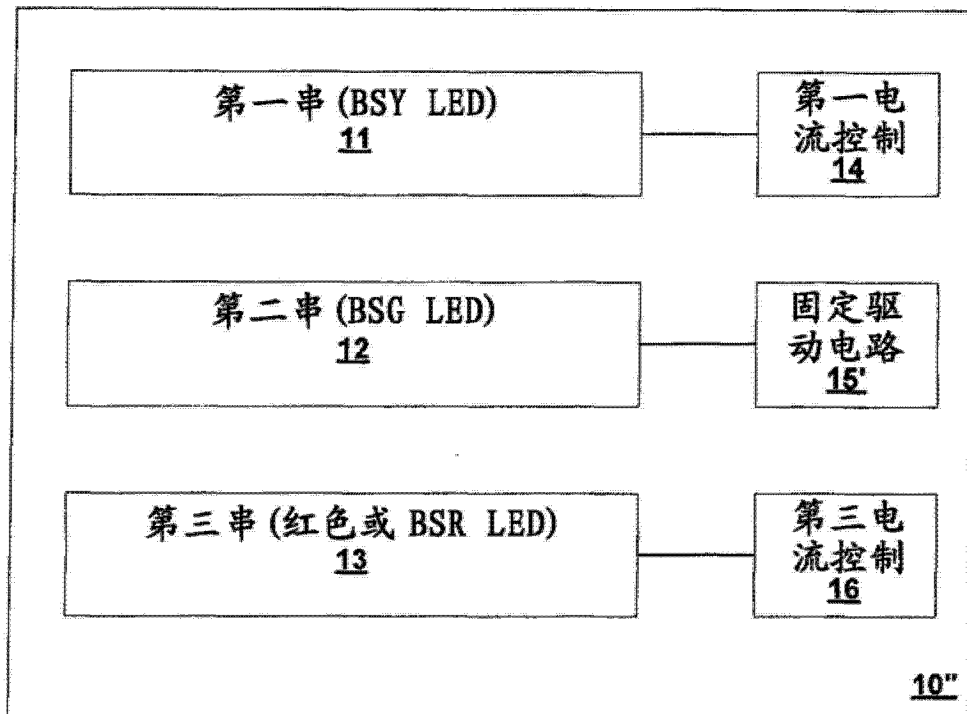 第一串(BSY LED)
11
第一电
流控制
14
第二串(BSG LED)
12
固定驱
动电路
15'
第三串(红色或 BSR LED)
13
第三电
流控制
16
10"